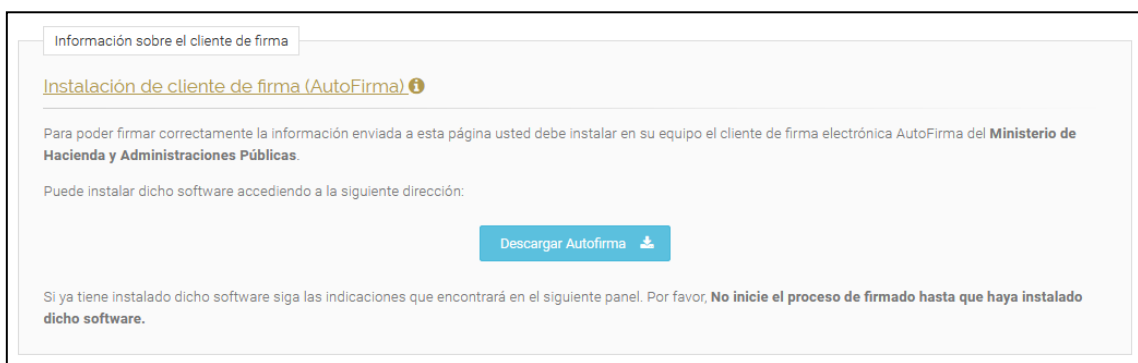 Información sobre el cliente de firma
Instalación de cliente de firma (AutoFirma)
Para poder firmar correctamente la información enviada a esta página usted debe instalar en su equipo el cliente de firma electrónica AutoFirma del Ministerio de
Hacienda y Administraciones Públicas.
Puede instalar dicho software accediendo a la siguiente dirección:
Descargar Autofirma
Si ya tiene instalado dicho software siga las indicaciones que encontrará en el siguiente panel. Por favor, No inicie el proceso de firmado hasta que haya instalado
dicho software.